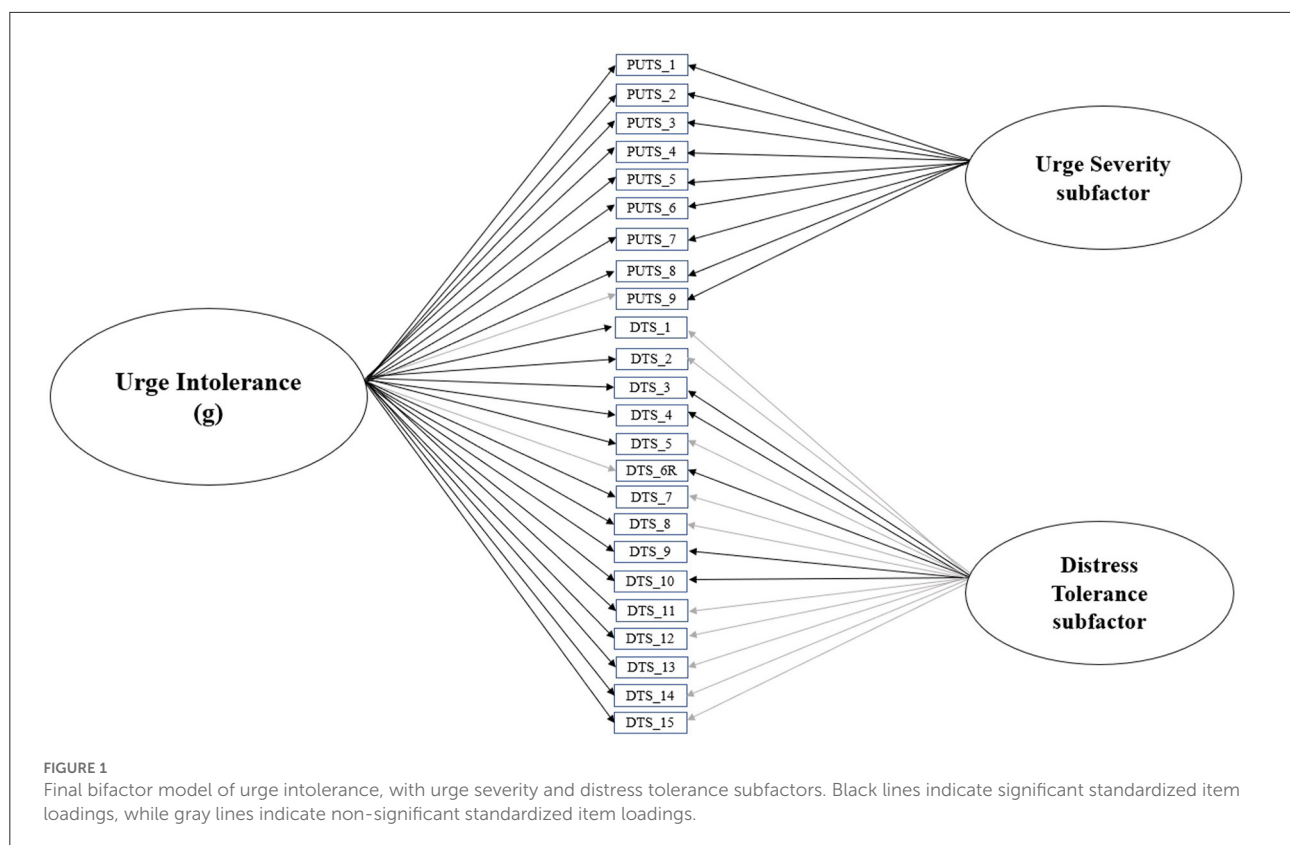 PUTS_1
PUTS_2
PUTS_3
PUTS_4
PUTS_5
PUTS_6
PUTS_7
PUTS_8
PUTS_9
DTS_1
DTS_2
DTS_3
DTS_4
DTS_5
DTS_6R
DTS_7
DTS_8
DTS_9
DTS_10
DTS_11
DTS_12
DTS_13
DTS_14
DTS_15
Urge Intolerance
(g)
Urge Severity
subfactor
Distress
Tolerance
subfactor
FIGURE 1
Final bifactor model of urge intolerance, with urge severity and distress tolerance subfactors. Black lines indicate significant standardized item
loadings, while gray lines indicate non-significant standardized item loadings.